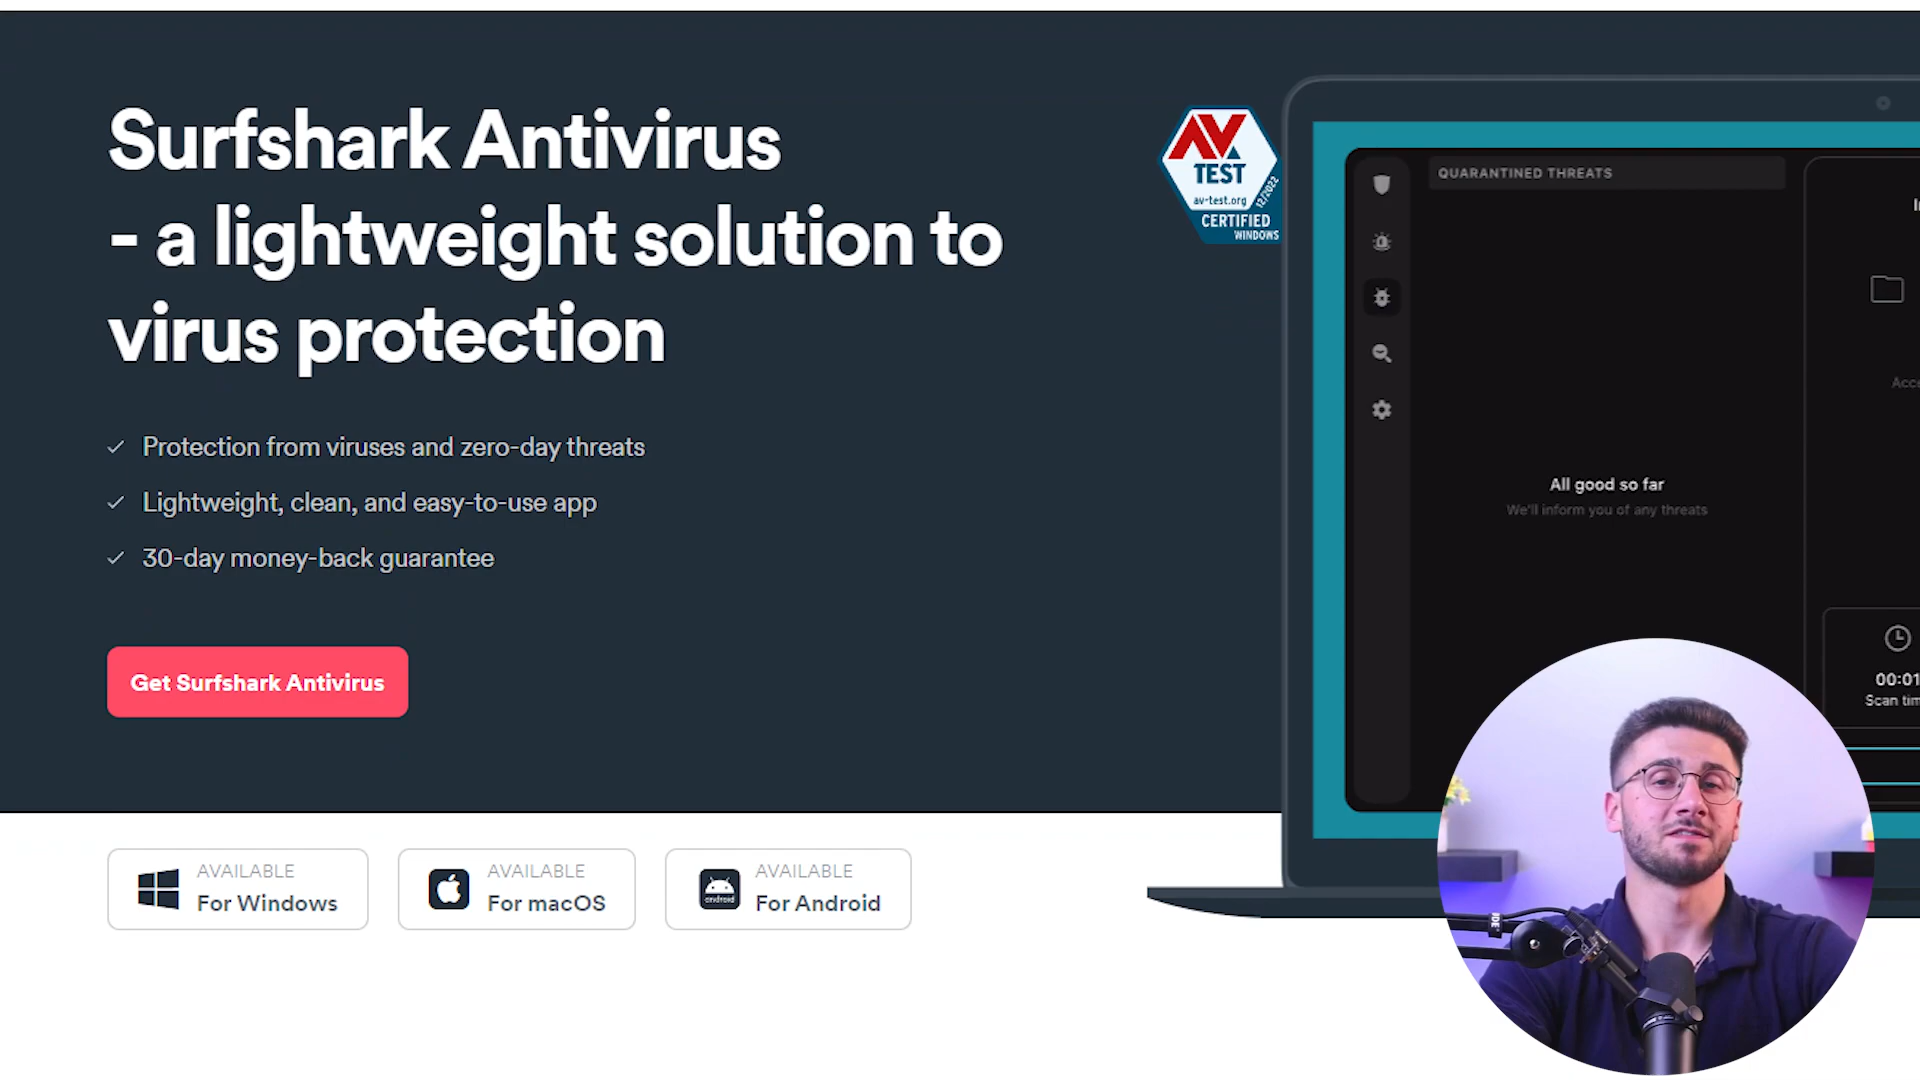 Surfshark Antivirus
- a lightweight solution to
virus protection
Protection from viruses and zero-day threats
Lightweight, clean, and easy-to-use app
30-day money-back guarantee
Get Surfshark Antivirus
AVAILABLE
For Windows
AVAILABLE
For macOS
android
AVAILABLE
For Android
AV
TEST
av-test.org
12/2022
CERTIFIED
WINDOWS
QUARANTINED THREATS
All good so far
We'll inform you of any threats
00:01